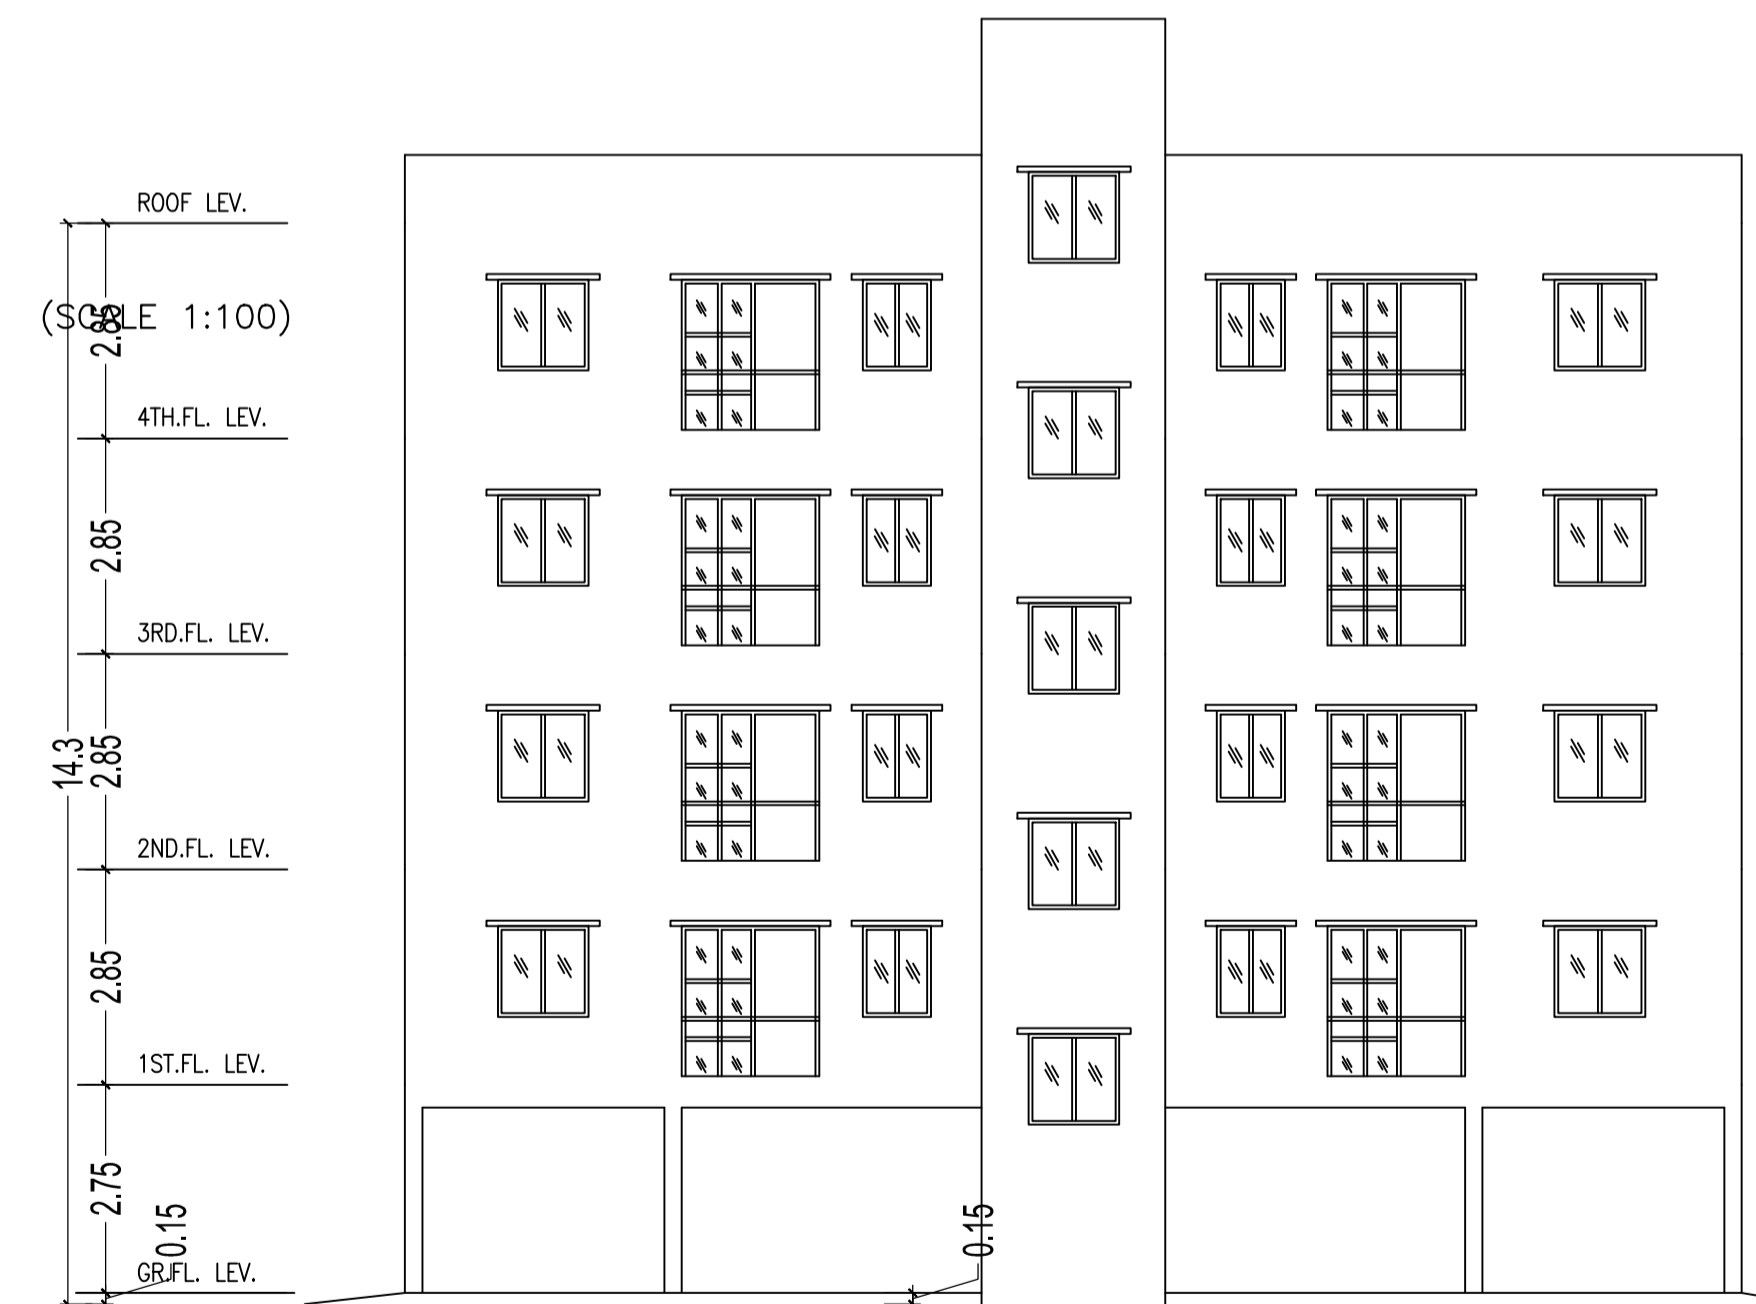 ROOF LEV.
(SCALE 1:100)
2.85
4TH.FL. LEV.
2.85
3RD.FL. LEV.
14.3
2.85
2ND.FL. LEV.
2.85
1ST.FL. LEV.
2.75
0.15
0.15
GR.FL. LEV.